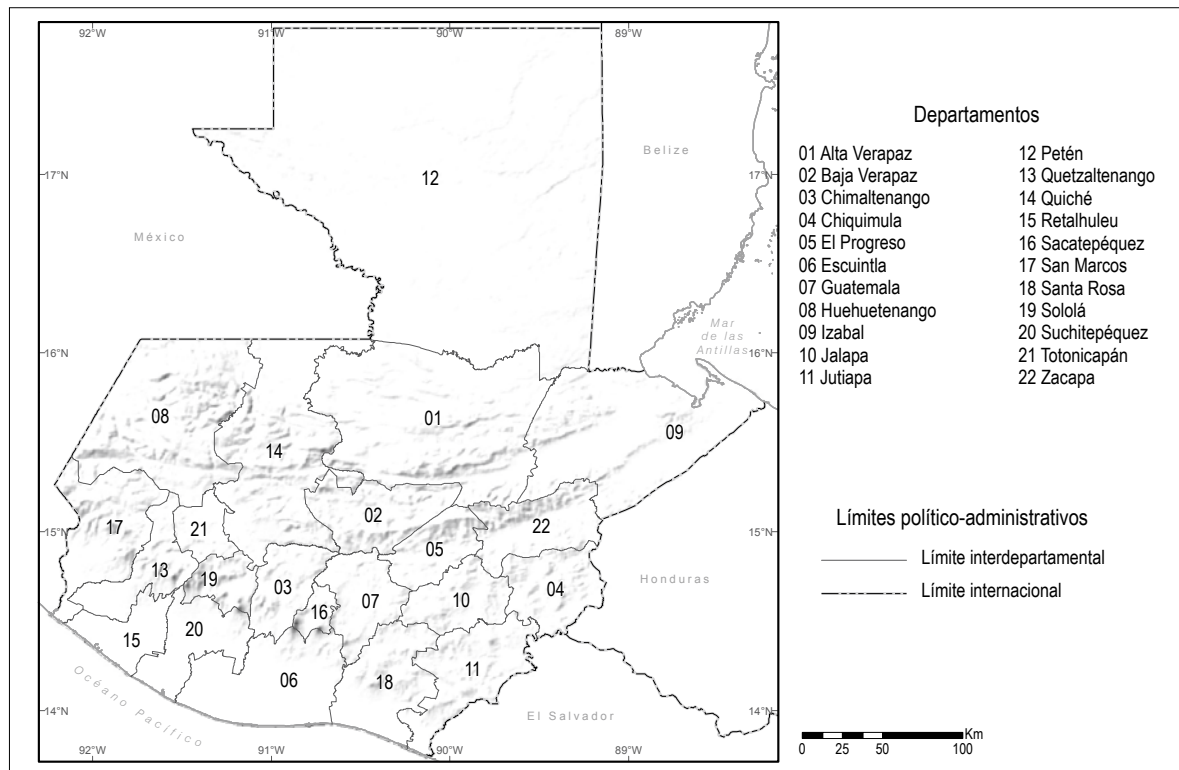 92°W 91°W 90°W 89°W
17°N
16°N
15°N
14°N
92°W 91°W 90°W 89°W
12
Belize
México
Mar
de las
Antillas
08
01
09
14
17
21
02
22
05
13
19
03
16
07
10
04
15
20
06
18
11
Honduras
El Salvador
Océano Pacífico
Departamentos
01 Alta Verapaz
02 Baja Verapaz
03 Chimaltenango
04 Chiquimula
05 El Progreso
06 Escuintla
07 Guatemala
08 Huehuetenango
09 Izabal
10 Jalapa
11 Jutiapa
12 Petén
13 Quetzaltenango
14 Quiché
15 Retalhuleu
16 Sacatepéquez
17 San Marcos
18 Santa Rosa
19 Sololá
20 Suchitepéquez
21 Totonicapán
22 Zacapa
Límites político-administrativos
Límite interdepartamental
Límite internacional
Km
0 25 50 100